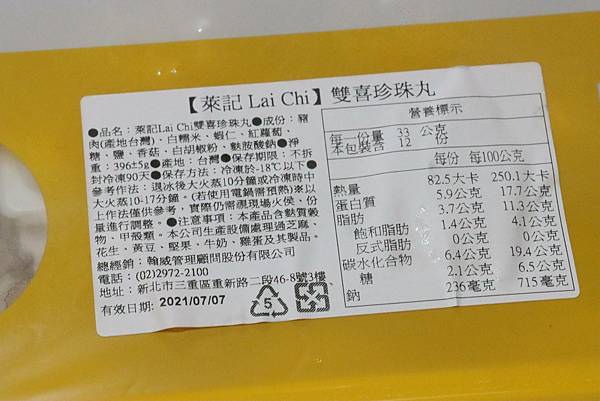 【萊記 Lai Chi】雙喜珍珠丸
●品名：萊記Lai Chi雙喜珍珠丸●成份：豬
肉(產地台灣)、白糯米、蝦仁、紅蘿蔔、
糖、鹽、香菇、白胡椒粉、麩胺酸鈉●淨
重：396±5g●產地：台灣●保存期限：不拆
封冷凍90天●保存方法：冷凍於-18℃以下●
參考作法：退冰後大火蒸10分鐘或冷凍時中
大火蒸10-17分鐘。(若使用電鍋需預熱)※以
上作法僅供參考，實際仍需視現場火侯、份
量進行調整。●注意事項：本產品含麩質穀
物、甲殼類。本公司生產設備處理過芝麻、
花生、黃豆、堅果、牛奶、雞蛋及其製品。
總經銷：翰威管理顧問股份有限公司
電話：(02)2972-2100
地址：新北市三重區重新路二段46-8號3樓
有效日期: 2021/07/07
5
營養標示
每一份量 33 公克
本包裝含 12 份
每份 每100公克
熱量 82.5大卡 250.1大卡
蛋白質 5.9公克 17.7公克
脂肪 3.7公克 11.3公克
飽和脂肪 1.4公克 4.1公克
反式脂肪 0公克 0公克
碳水化合物 6.4公克 19.4公克
糖 2.1公克 6.5公克
鈉 236毫克 715毫克